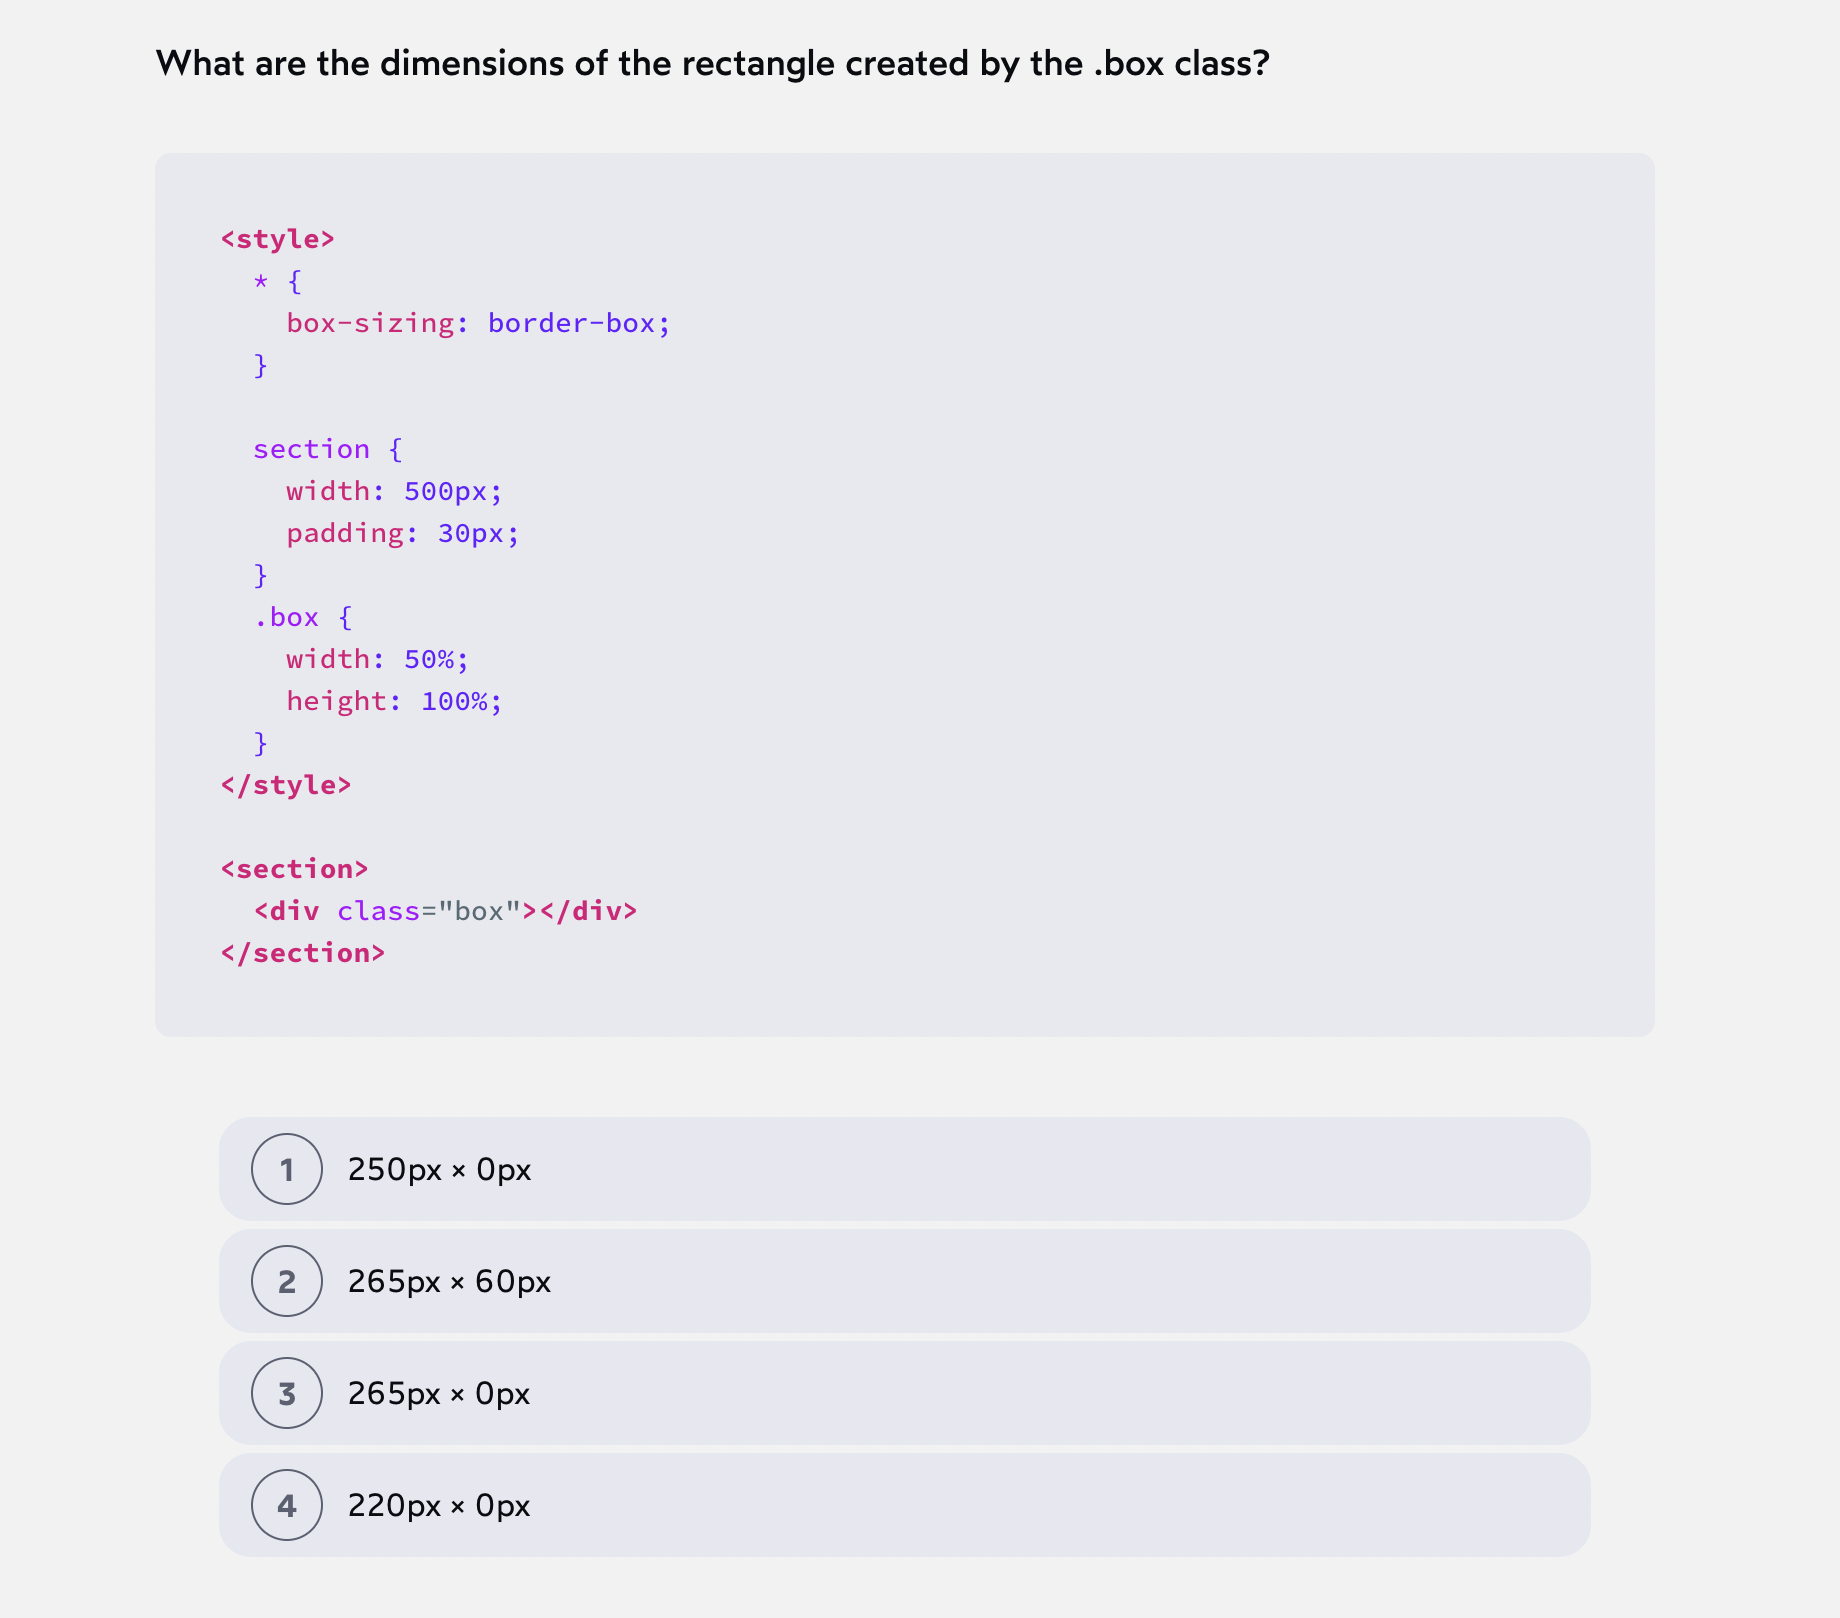 What are the dimensions of the rectangle created by the .box class?
<style>
  * {
    box-sizing: border-box;
  }

  section {
    width: 500px;
    padding: 30px;
  }
  .box {
    width: 50%;
    height: 100%;
  }
</style>

<section>
  <div class="box"></div>
</section>
1 250px × 0px
2 265px × 60px
3 265px × 0px
4 220px × 0px